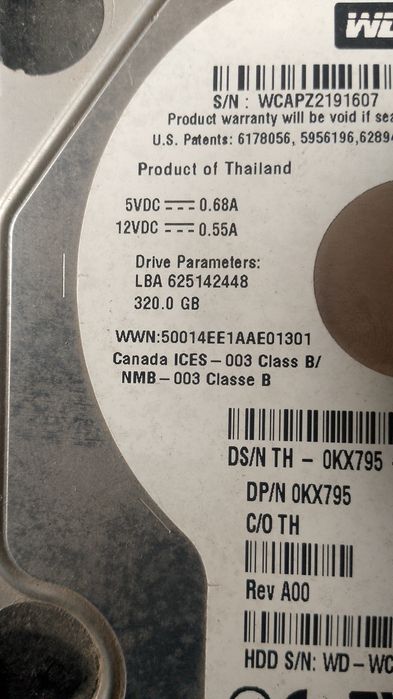 WD
S/N : WCAPZ2191607
Product warranty will be void if
U.S. Patents: 6178056, 5956196,
Product of Thailand
5VDC 0.68A
12VDC 0.55A
Drive Parameters:
LBA 625142448
320.0 GB
WWN:50014EE1AAE01301
Canada ICES-003 Class B/
NMB-003 Classe B
DS/N TH - 0KX795 -
DP/N 0KX795
C/O TH
Rev A00
HDD S/N: WD-WC